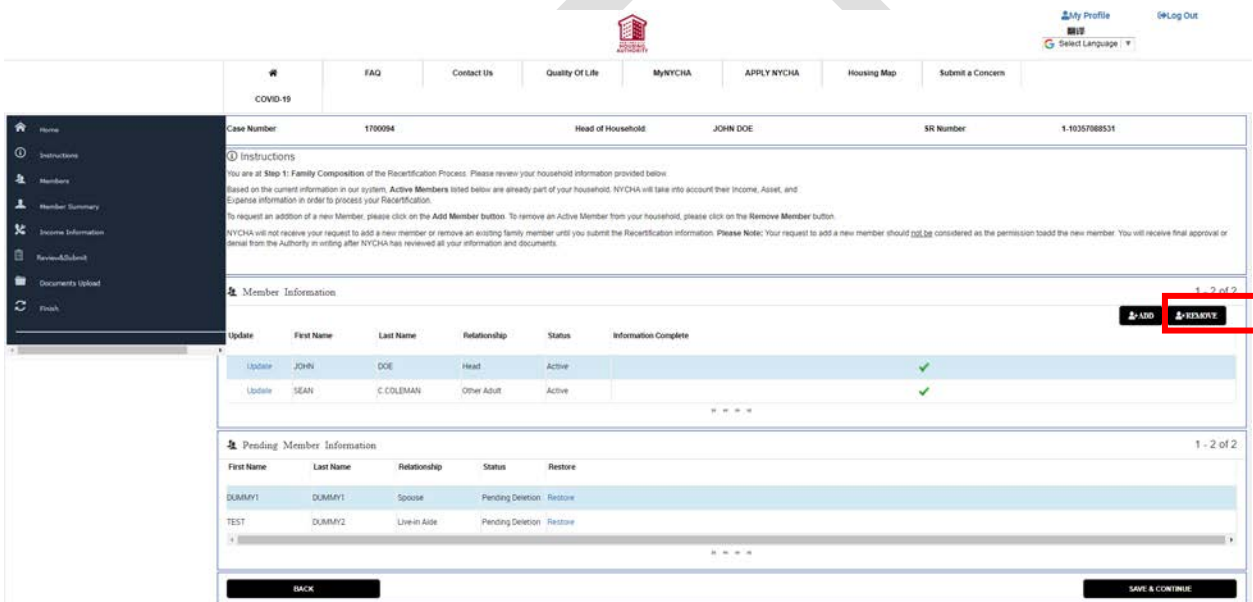 My Profile
Log Out
翻译
HOUSING
AUTHORITY
G Select Language ▼
FAQ
Contact Us
Quality Of Life
MyNYCHA
APPLY NYCHA
Housing Map
Submit a Concern
COVID-19
Home
Instructions
Members
Member Summary
Income Information
Review&Submit
Documents Upload
Finish
Case Number 1700094 Head of Household JOHN DOE SR Number 1-10357088531
Instructions
You are at Step 1: Family Composition of the Recertification Process. Please review your household information provided below.
Based on the current information in our system, Active Members listed below are already part of your household. NYCHA will take into account their Income, Asset, and
Expense information in order to process your Recertification.
To request an addition of a new Member, please click on the Add Member button. To remove an Active Member from your household, please click on the Remove Member button.
NYCHA will not receive your request to add a new member or remove an existing family member until you submit the Recertification information. Please Note: Your request to add a new member should not be considered as the permission toadd the new member. You will receive final approval or
denial from the Authority in writing after NYCHA has reviewed all your information and documents.
Member Information 1 - 2 of 2
ADD REMOVE
Update First Name Last Name Relationship Status Information Complete
Update JOHN DOE Head Active
Update SEAN C.COLEMAN Other Adult Active
Pending Member Information 1 - 2 of 2
First Name Last Name Relationship Status Restore
DUMMY1 DUMMY1 Spouse Pending Deletion Restore
TEST DUMMY2 Live-in Aide Pending Deletion Restore
BACK SAVE & CONTINUE